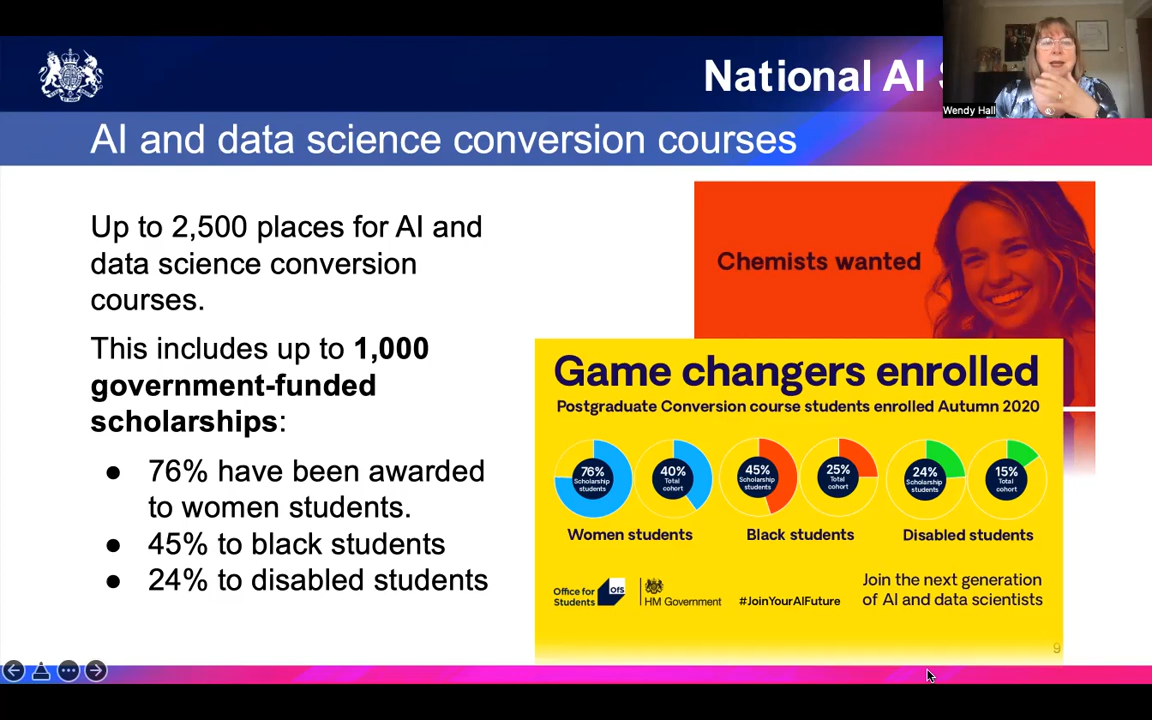 National AI
Wendy Hall
AI and data science conversion courses
Up to 2,500 places for AI and
data science conversion
courses.
This includes up to 1,000
government-funded
scholarships:
● 76% have been awarded
to women students.
● 45% to black students
● 24% to disabled students
Chemists wanted
Game changers enrolled
Postgraduate Conversion course students enrolled Autumn 2020
76%
Scholarship
students
40%
Total
cohort
45%
Scholarship
students
25%
Total
cohort
24%
Scholarship
students
15%
Total
cohort
Women students
Black students
Disabled students
Office for
Students
OfS
HM Government
#JoinYourAIFuture
Join the next generation
of AI and data scientists
9